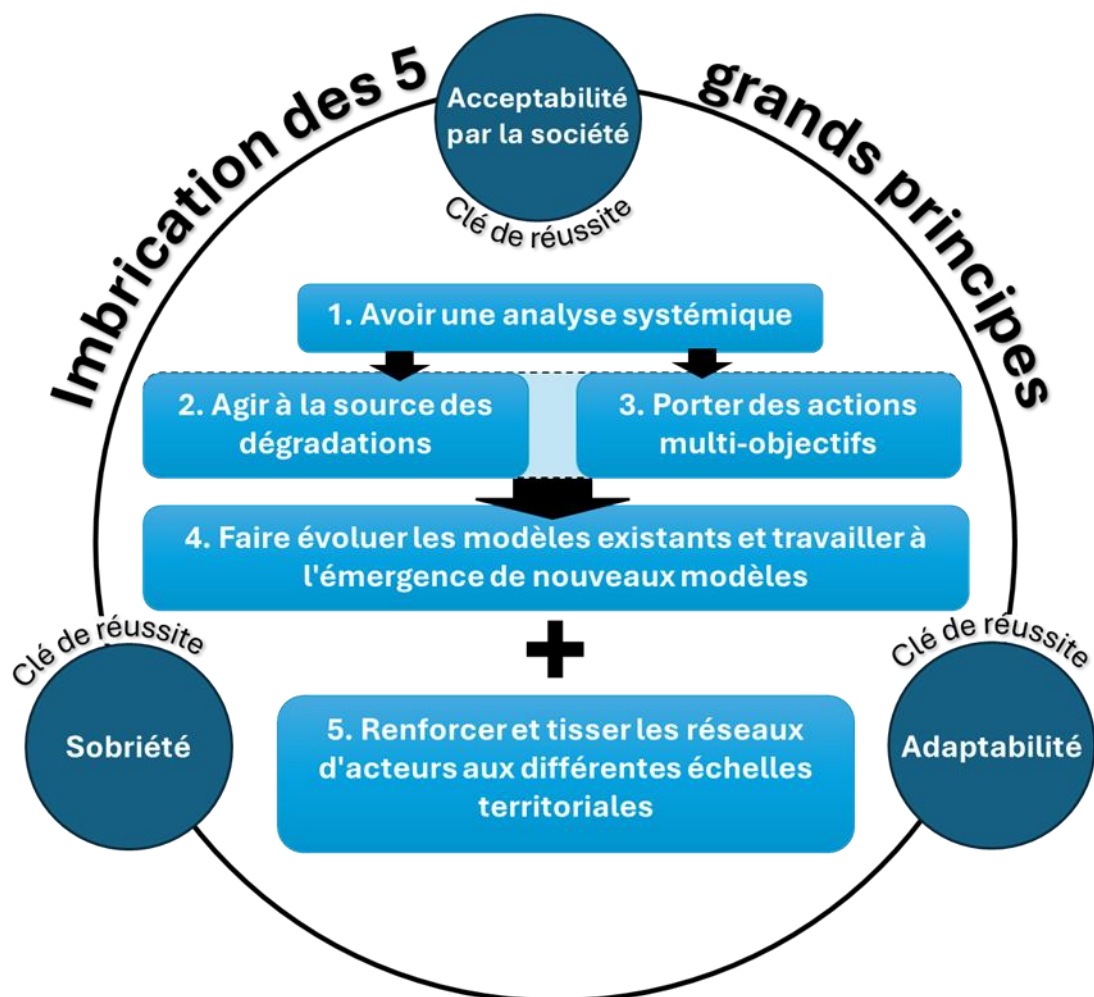 Imbrication des 5 grands principes
Acceptabilité
par la société
Clé de réussite
1. Avoir une analyse systémique
2. Agir à la source des
dégradations
3. Porter des actions
multi-objectifs
4. Faire évoluer les modèles existants et travailler à
l'émergence de nouveaux modèles
Clé de réussite
Sobriété
Clé de réussite
Adaptabilité
5. Renforcer et tisser les réseaux
d'acteurs aux différentes échelles
territoriales